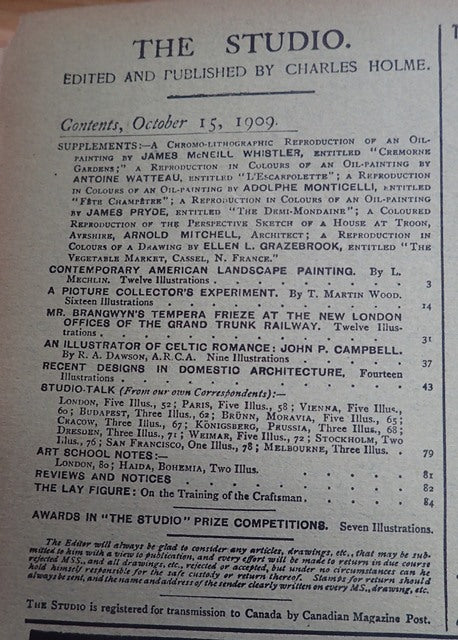 THE STUDIO.
EDITED AND PUBLISHED BY CHARLES HOLME.
Contents, October 15, 1909.
SUPPLEMENTS:—A CHROMO-LITHOGRAPHIC REPRODUCTION OF AN OIL-
PAINTING BY JAMES McNEILL WHISTLER, ENTITLED "CREMORNE
GARDENS;" A REPRODUCTION IN COLOURS OF AN OIL-PAINTING BY
ANTOINE WATTEAU, ENTITLED "L'ESCARPOLETTE"; A REPRODUCTION
IN COLOURS OF AN OIL-PAINTING BY ADOLPHE MONTICELLI, ENTITLED
"FÊTE CHAMPÊTRE"; A REPRODUCTION IN COLOURS OF AN OIL-PAINTING
BY JAMES PRYDE, ENTITLED "THE DEMI-MONDAINE"; A COLOURED
REPRODUCTION OF THE PERSPECTIVE SKETCH OF A HOUSE AT TROON,
AYRSHIRE, ARNOLD MITCHELL, ARCHITECT; A REPRODUCTION IN
COLOURS OF A DRAWING BY ELLEN L. GRAZEBROOK, ENTITLED "THE
VEGETABLE MARKET, CASSEL, N. FRANCE."
CONTEMPORARY AMERICAN LANDSCAPE PAINTING. By L.
MECHLIN. Twelve Illustrations . . . . . . 3
A PICTURE COLLECTOR'S EXPERIMENT. By T. MARTIN WOOD.
Sixteen Illustrations . . . . . . 14
MR. BRANGWYN'S TEMPERA FRIEZE AT THE NEW LONDON
OFFICES OF THE GRAND TRUNK RAILWAY. Twelve Illus-
trations . . . . . . 31
AN ILLUSTRATOR OF CELTIC ROMANCE: JOHN P. CAMPBELL.
By R. A. DAWSON, A.R.C.A. Nine Illustrations . . . 37
RECENT DESIGNS IN DOMESTIC ARCHITECTURE. Fourteen
Illustrations . . . . . . 43
STUDIO-TALK (From our own Correspondents):—
LONDON, Five Illus., 52; PARIS, Five Illus., 58; VIENNA, Five Illus.,
60; BUDAPEST, Three Illus., 62; BRÜNN, MORAVIA, Five Illus., 65;
CRACOW, Three Illus., 67; KÖNIGSBERG, PRUSSIA, Three Illus., 68;
DRESDEN, Three Illus., 71; WEIMAR, Five Illus., 72; STOCKHOLM, Two
Illus., 76; SAN FRANCISCO, One Illus., 78; MELBOURNE, Three Illus. . 79
ART SCHOOL NOTES:—
LONDON, 80; HAIDA, BOHEMIA, Two Illus. . . . . 81
REVIEWS AND NOTICES . . . . . . 82
THE LAY FIGURE: On the Training of the Craftsman . . . . 84
AWARDS IN "THE STUDIO" PRIZE COMPETITIONS. Seven Illustrations.
The Editor will always be glad to consider any articles, drawings, etc., that may be sub-
mitted to him with a view to publication, and every effort will be made to return in due course
rejected MSS., and all drawings, etc., rejected or accepted, but under no circumstances can he
hold himself responsible for the safe custody or return thereof. Stamps for return should
always be sent, and the name and address of the sender clearly written on every MS., drawing, etc.
THE STUDIO is registered for transmission to Canada by Canadian Magazine Post.